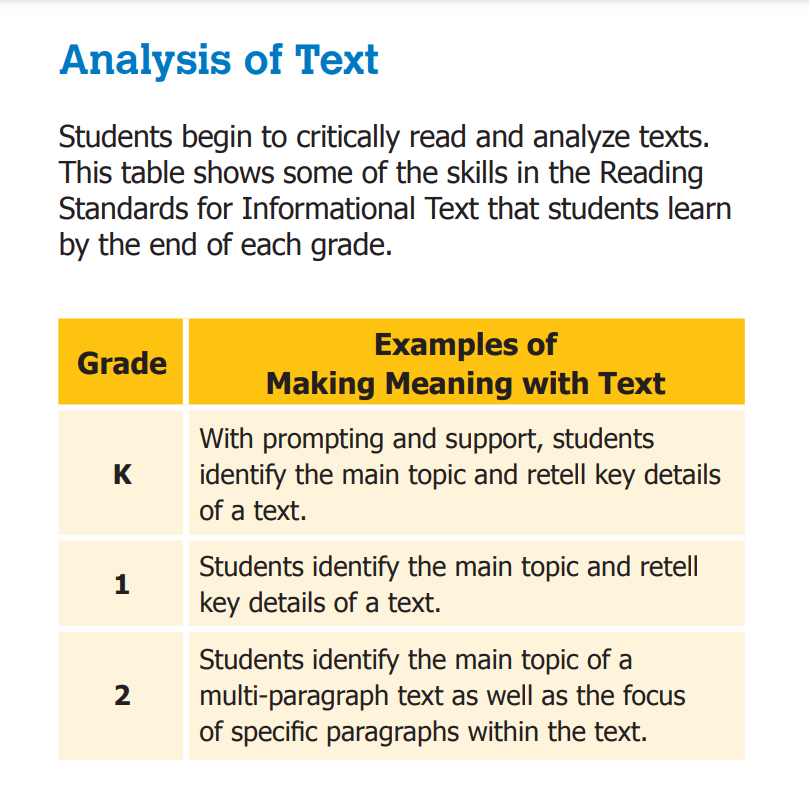 Analysis of Text
Students begin to critically read and analyze texts.
This table shows some of the skills in the Reading
Standards for Informational Text that students learn
by the end of each grade.
Grade
Examples of
Making Meaning with Text
K
With prompting and support, students
identify the main topic and retell key details
of a text.
1
Students identify the main topic and retell
key details of a text.
2
Students identify the main topic of a
multi-paragraph text as well as the focus
of specific paragraphs within the text.